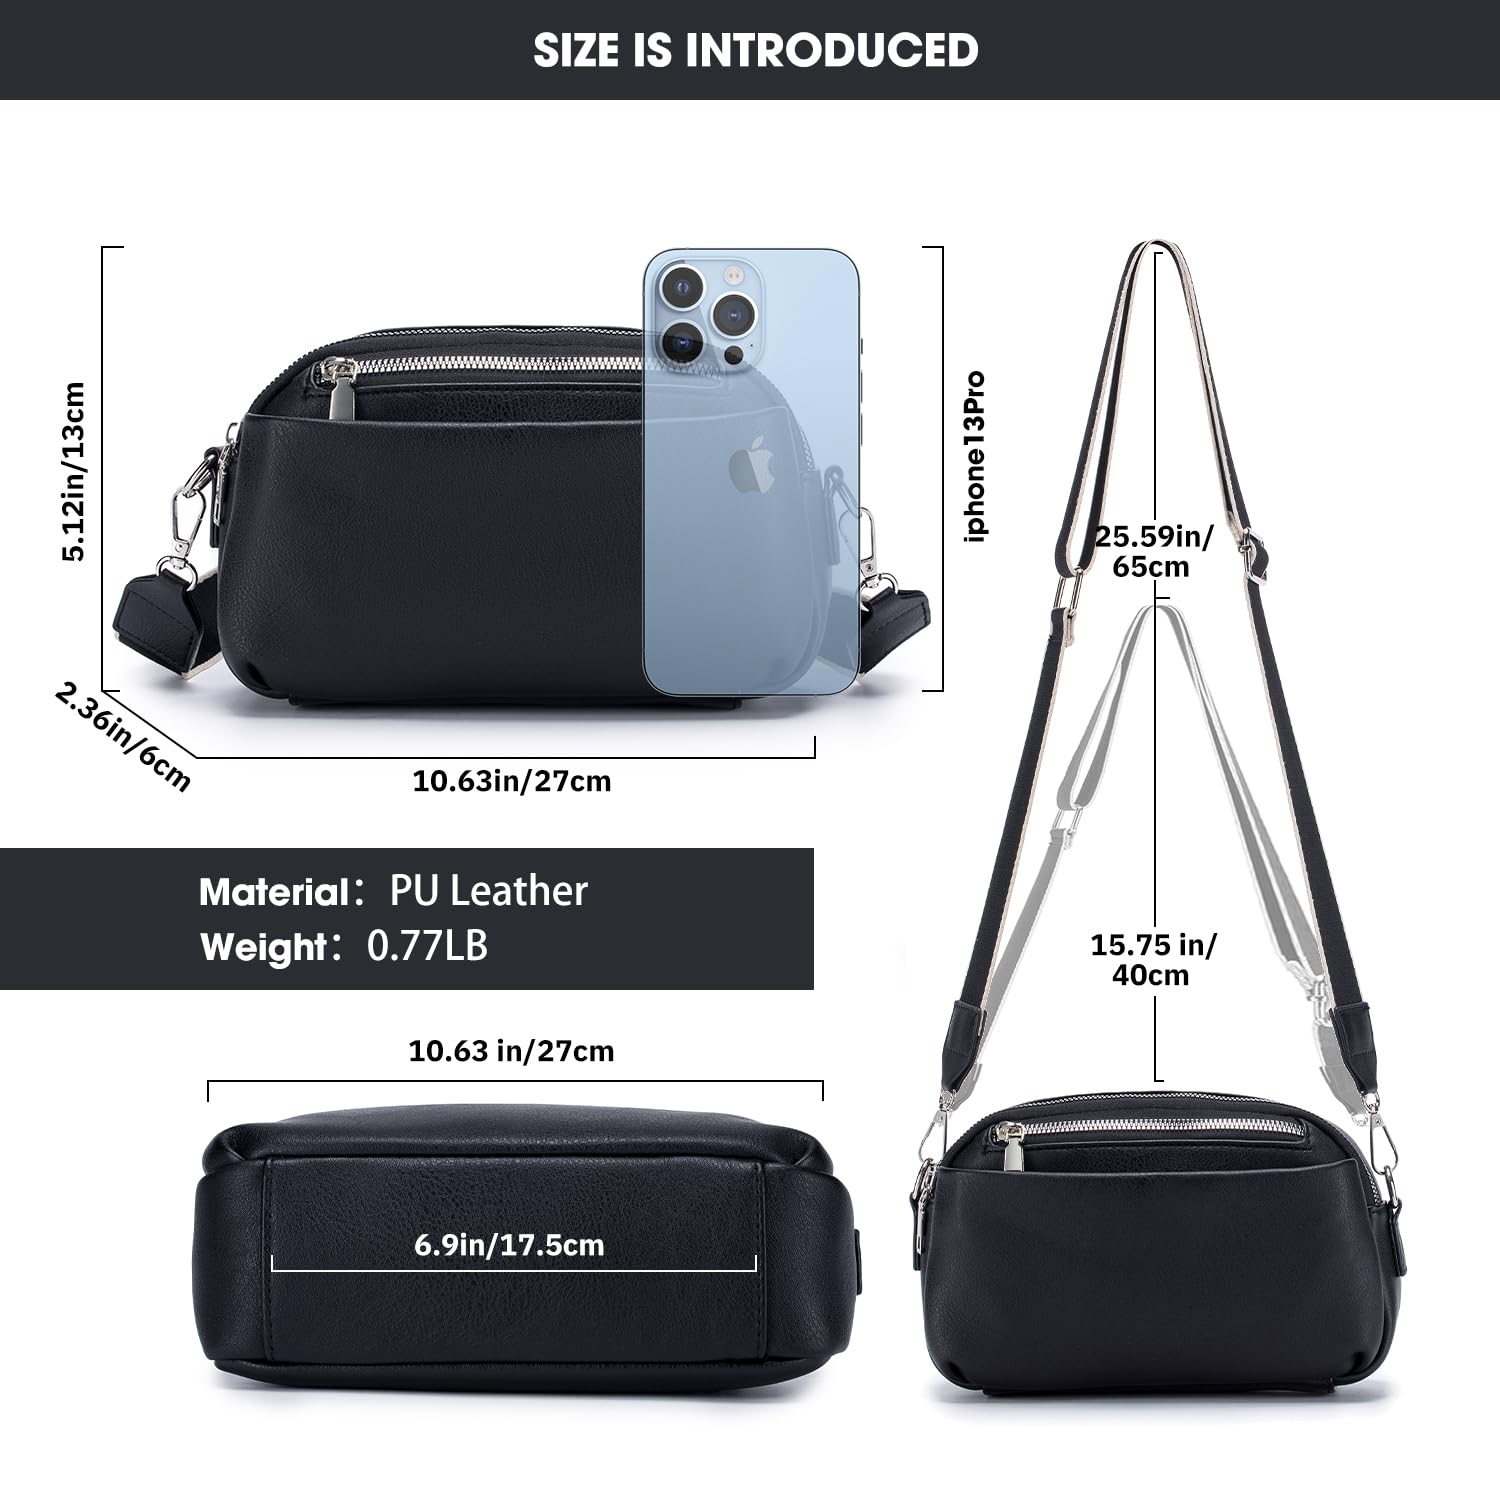 SIZE IS INTRODUCED
5.12in/13cm
iphone13Pro
2.36in/6cm
10.63in/27cm
25.59in/
65cm
15.75 in/
40cm
Material： PU Leather
Weight： 0.77LB
10.63 in/27cm
6.9in/17.5cm